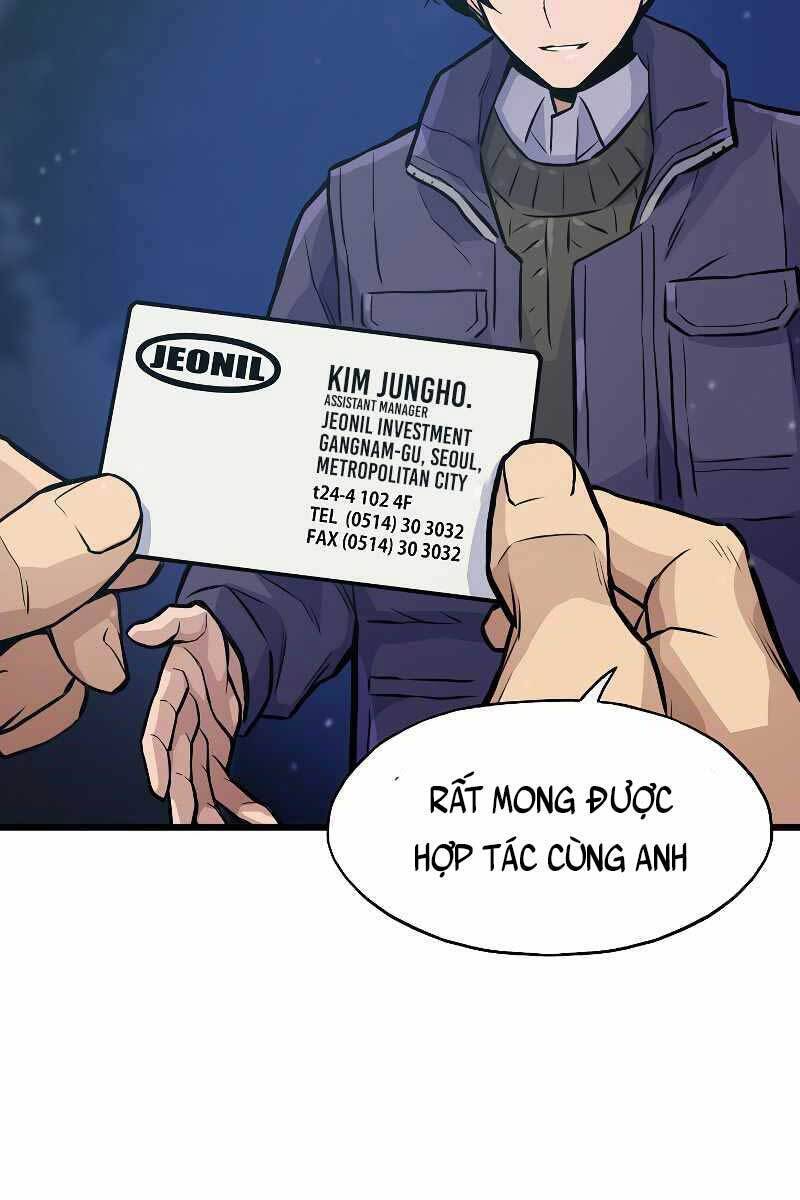 JEONIL
KIM JUNGHO.
ASSISTANT MANAGER
JEONIL INVESTMENT
GANGNAM-GU, SEOUL,
METROPOLITAN CITY
t24-4 102 4F
TEL (0514) 30 3032
FAX (0514) 30 3032
RẤT MONG ĐƯỢC
HỢP TÁC CÙNG ANH